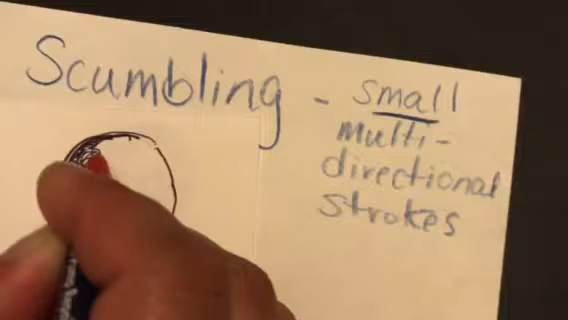 Scumbling - small
multi-
directional
strokes